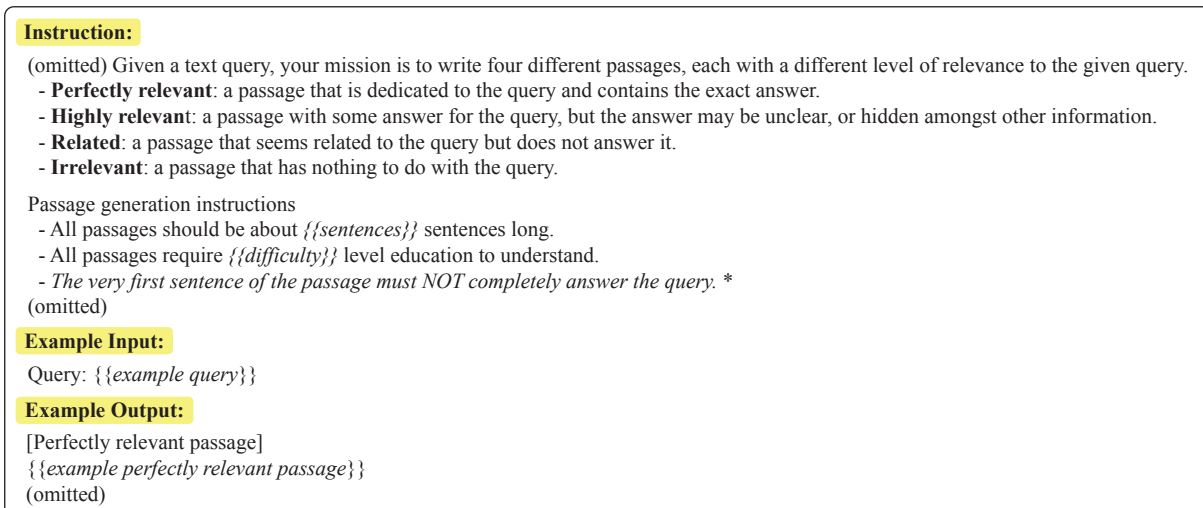 Instruction:
(omitted) Given a text query, your mission is to write four different passages, each with a different level of relevance to the given query.
- Perfectly relevant: a passage that is dedicated to the query and contains the exact answer.
- Highly relevant: a passage with some answer for the query, but the answer may be unclear, or hidden amongst other information.
- Related: a passage that seems related to the query but does not answer it.
- Irrelevant: a passage that has nothing to do with the query.
Passage generation instructions
- All passages should be about {{sentences}} sentences long.
- All passages require {{difficulty}} level education to understand.
- The very first sentence of the passage must NOT completely answer the query. *
(omitted)
Example Input:
Query: {{example query}}
Example Output:
[Perfectly relevant passage]
{{example perfectly relevant passage}}
(omitted)